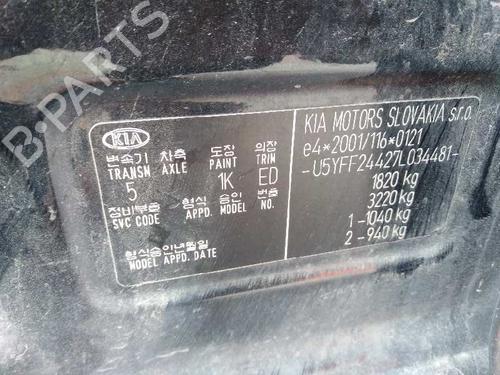 B-PARTS
KIA
변속기 차축 도장 의장
TRANSM AXLE PAINT TRIM
5 1K ED
정비부호 형식 승인 번호
SVC CODE APPD. MODEL NO.
형식승인년월일
MODEL APPD. DATE
KIA MOTORS SLOVAKIA s.r.o.
e4*2001/116*0121
-U5YFF24427L034481-
1820 kg
3220 kg
1-1040 kg
2-940 kg